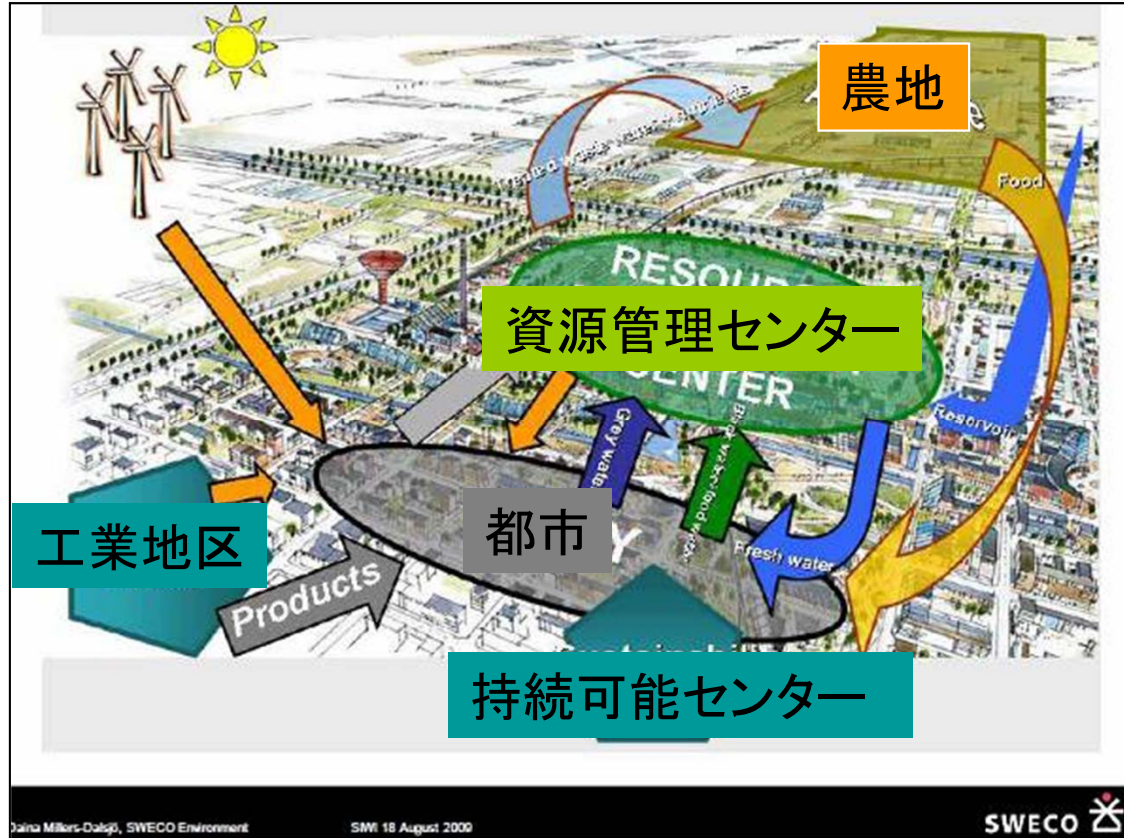 農地
Food
RESOU
資源管理センター
CENTER
Reservoir
Grey wate
都市
Y
Fresh water
工業地区
Products
持続可能センター
Daina Millers-Dalsjö, SWECO Environment
SIWI 18 August 2009
SWECO